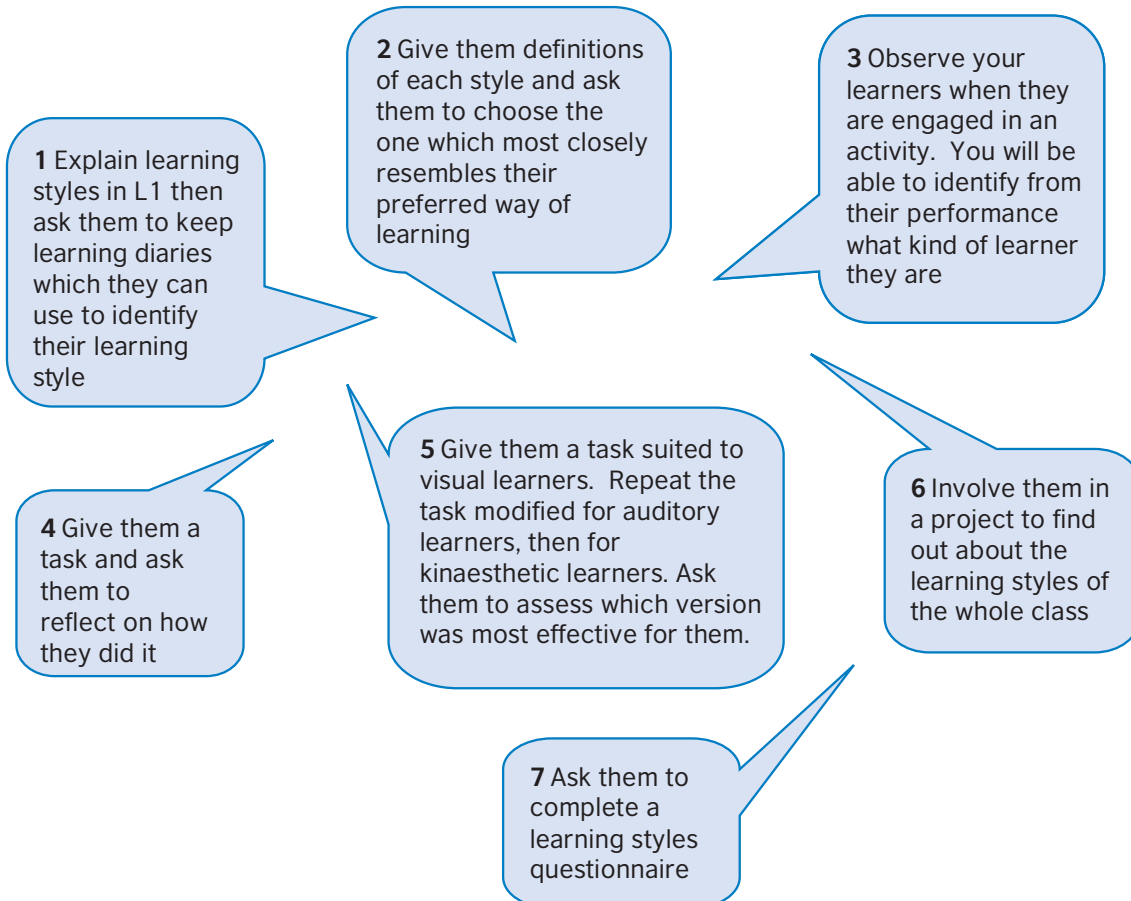 1 Explain learning
styles in L1 then
ask them to keep
learning diaries
which they can
use to identify
their learning
style
2 Give them definitions
of each style and ask
them to choose the
one which most closely
resembles their
preferred way of
learning
3 Observe your
learners when they
are engaged in an
activity.  You will be
able to identify from
their performance
what kind of learner
they are
4 Give them a
task and ask
them to
reflect on how
they did it
5 Give them a task suited to
visual learners.  Repeat the
task modified for auditory
learners, then for
kinaesthetic learners. Ask
them to assess which version
was most effective for them.
6 Involve them in
a project to find
out about the
learning styles of
the whole class
7 Ask them to
complete a
learning styles
questionnaire